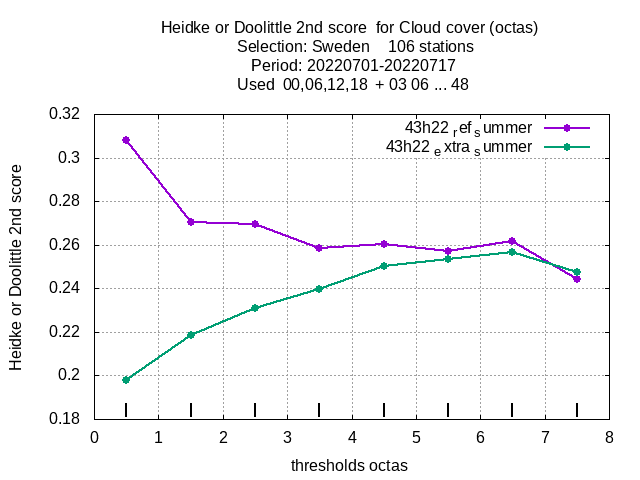 Heidke or Doolittle 2nd score  for Cloud cover (octas)
Selection: Sweden    106 stations
Period: 20220701-20220717
Used  00,06,12,18  + 03 06 ... 48
43h22 ref summer
43h22 extra summer
Heidke or Doolittle 2nd score
0.32
0.3
0.28
0.26
0.24
0.22
0.2
0.18
0 1 2 3 4 5 6 7 8
thresholds octas